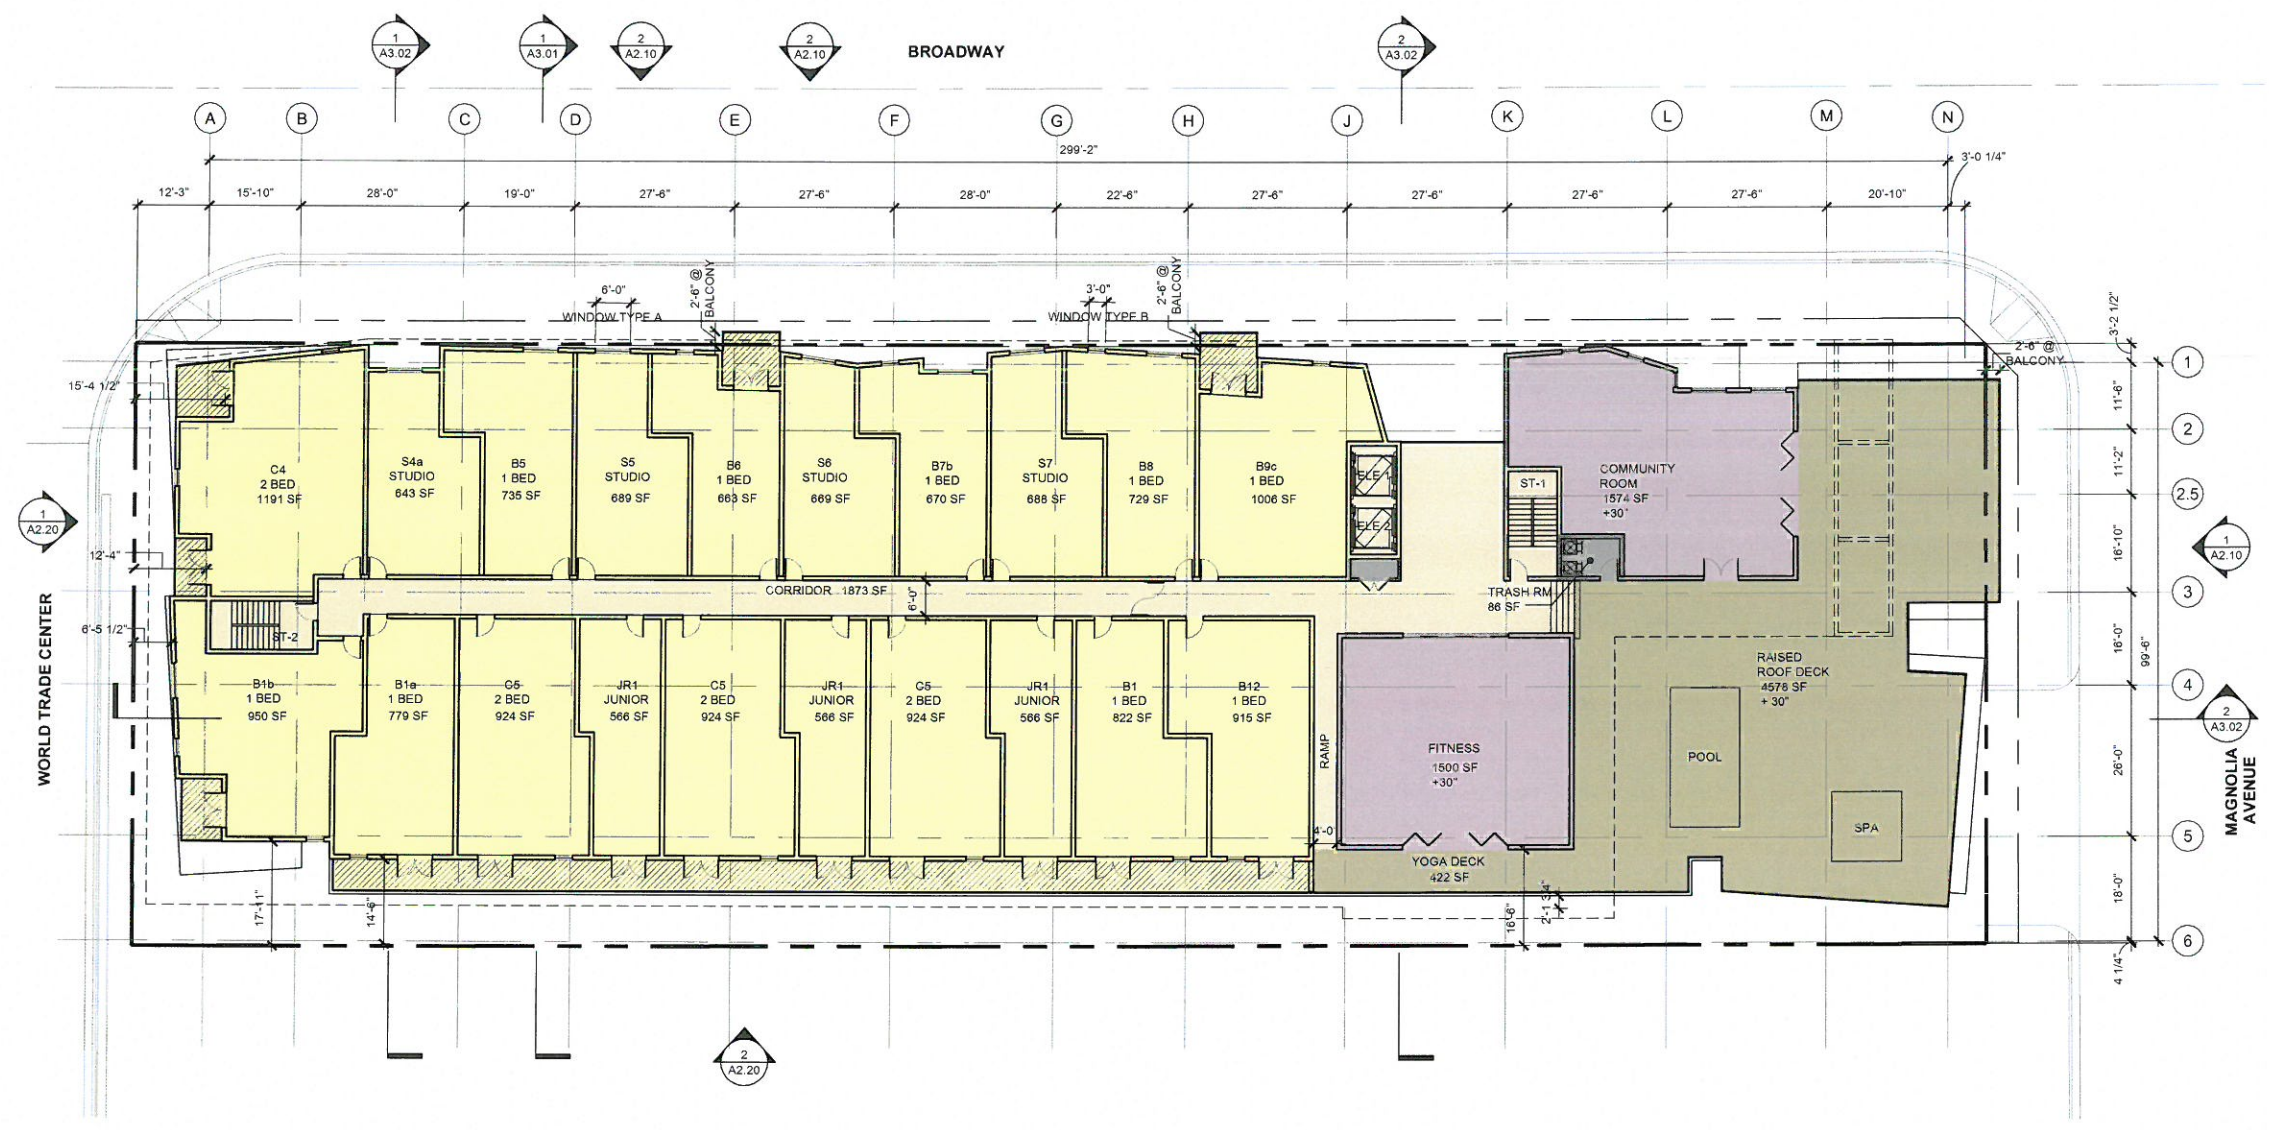 1
A3.02
1
A3.01
2
A2.10
2
A2.10
BROADWAY
2
A3.02
A
B
C
D
E
F
G
H
J
K
L
M
N
299'-2"
3'-0 1/4"
12'-3"
15'-10"
28'-0"
19'-0"
27'-6"
27'-6"
28'-0"
22'-6"
27'-6"
27'-6"
27'-6"
27'-6"
20'-10"
6'-0"
WINDOW TYPE A
2'-6" @
BALCONY
3'-0"
WINDOW TYPE B
2'-6" @
BALCONY
3'-2 1/2"
2'-6" @
BALCONY
1
15'-4 1/2"
11'-6"
2
C4
2 BED
1191 SF
S4a
STUDIO
643 SF
B5
1 BED
735 SF
S5
STUDIO
689 SF
B6
1 BED
663 SF
S6
STUDIO
669 SF
B7b
1 BED
670 SF
S7
STUDIO
688 SF
B8
1 BED
729 SF
B9c
1 BED
1006 SF
ELE 1
ELE 2
ST-1
COMMUNITY
ROOM
1574 SF
+30"
11'-2"
2.5
1
A2.20
12'-4"
16'-10"
1
A2.10
CORRIDOR 1873 SF
6'-0"
TRASH RM
86 SF
3
WORLD TRADE CENTER
6'-5 1/2"
ST-2
16'-0"
99'-6"
B1b
1 BED
950 SF
B1a
1 BED
779 SF
C5
2 BED
924 SF
JR1
JUNIOR
566 SF
C5
2 BED
924 SF
JR1
JUNIOR
566 SF
C5
2 BED
924 SF
JR1
JUNIOR
566 SF
B1
1 BED
822 SF
B12
1 BED
915 SF
RAMP
FITNESS
1500 SF
+30"
RAISED
ROOF DECK
4578 SF
+ 30"
POOL
SPA
4
2
A3.02
26'-0"
MAGNOLIA
AVENUE
4'-0"
5
YOGA DECK
422 SF
17'-11"
14'-6"
16'-6"
2'-1 3/4"
18'-0"
6
4 1/4"
2
A2.20